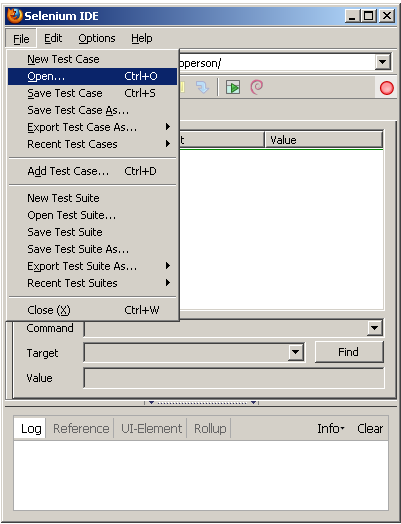 Selenium IDE
File Edit Options Help
pperson/
New Test Case
Open... Ctrl+O
Save Test Case Ctrl+S
Save Test Case As...
Export Test Case As...
Recent Test Cases
Add Test Case... Ctrl+D
New Test Suite
Open Test Suite...
Save Test Suite
Save Test Suite As...
Export Test Suite As...
Recent Test Suites
Close (X) Ctrl+W
t Value
Command
Target Find
Value
Log Reference UI-Element Rollup Info Clear